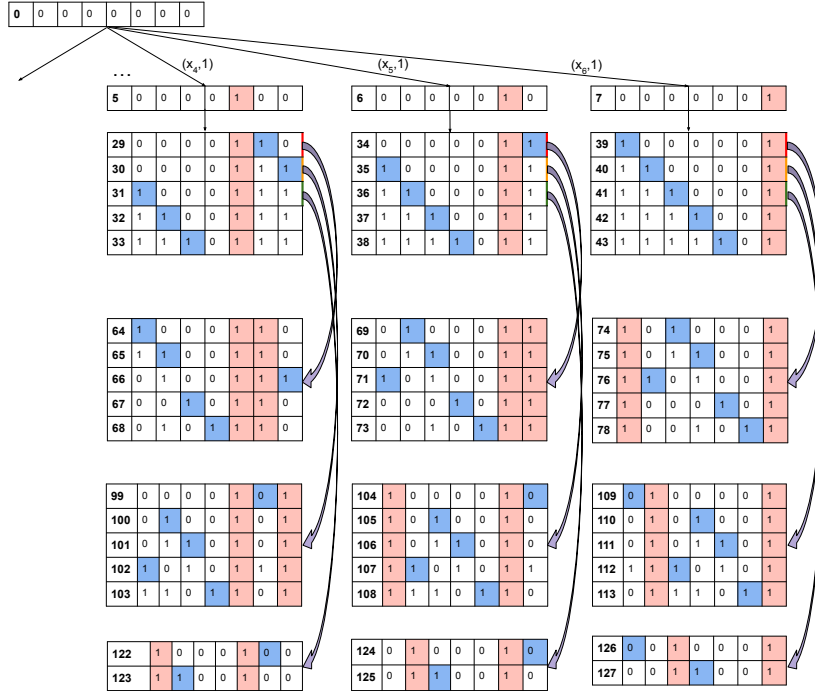 0 0 0 0 0 0 0 0
(x4,1) (x5,1) (x6,1)
...
5 0 0 0 0 1 0 0
6 0 0 0 0 0 1 0
7 0 0 0 0 0 0 1
29 0 0 0 0 1 1 0
30 0 0 0 0 1 1 1
31 1 0 0 0 1 1 1
32 1 1 0 0 1 1 1
33 1 1 1 0 1 1 1
34 0 0 0 0 0 1 1
35 1 0 0 0 0 1 1
36 1 1 0 0 0 1 1
37 1 1 1 0 0 1 1
38 1 1 1 1 0 1 1
39 1 0 0 0 0 0 1
40 1 1 0 0 0 0 1
41 1 1 1 0 0 0 1
42 1 1 1 1 0 0 1
43 1 1 1 1 1 0 1
64 1 0 0 0 1 1 0
65 1 1 0 0 1 1 0
66 0 1 0 0 1 1 1
67 0 0 1 0 1 1 0
68 0 1 0 1 1 1 0
69 0 1 0 0 0 1 1
70 0 1 1 0 0 1 1
71 1 0 1 0 0 1 1
72 0 0 0 1 0 1 1
73 0 0 1 0 1 1 1
74 1 0 1 0 0 0 1
75 1 0 1 1 0 0 1
76 1 1 0 1 0 0 1
77 1 0 0 0 1 0 1
78 1 0 0 1 0 1 1
99 0 0 0 0 1 0 1
100 0 1 0 0 1 0 1
101 0 0 1 0 1 0 1
102 1 0 1 0 1 1 1
103 1 1 0 1 1 0 1
104 1 0 0 0 0 1 0
105 1 0 1 0 0 1 0
106 1 0 0 1 0 1 0
107 1 1 0 1 0 1 1
108 1 1 1 0 1 1 0
109 0 1 0 0 0 0 1
110 0 1 0 1 0 0 1
111 0 1 0 0 1 0 1
112 1 1 1 0 1 0 1
113 0 1 1 1 0 1 1
122 1 0 0 0 1 0 0
123 1 1 0 0 1 0 0
124 0 1 0 0 0 1 0
125 0 1 1 0 0 1 0
126 0 0 1 0 0 0 1
127 0 0 1 1 0 0 1